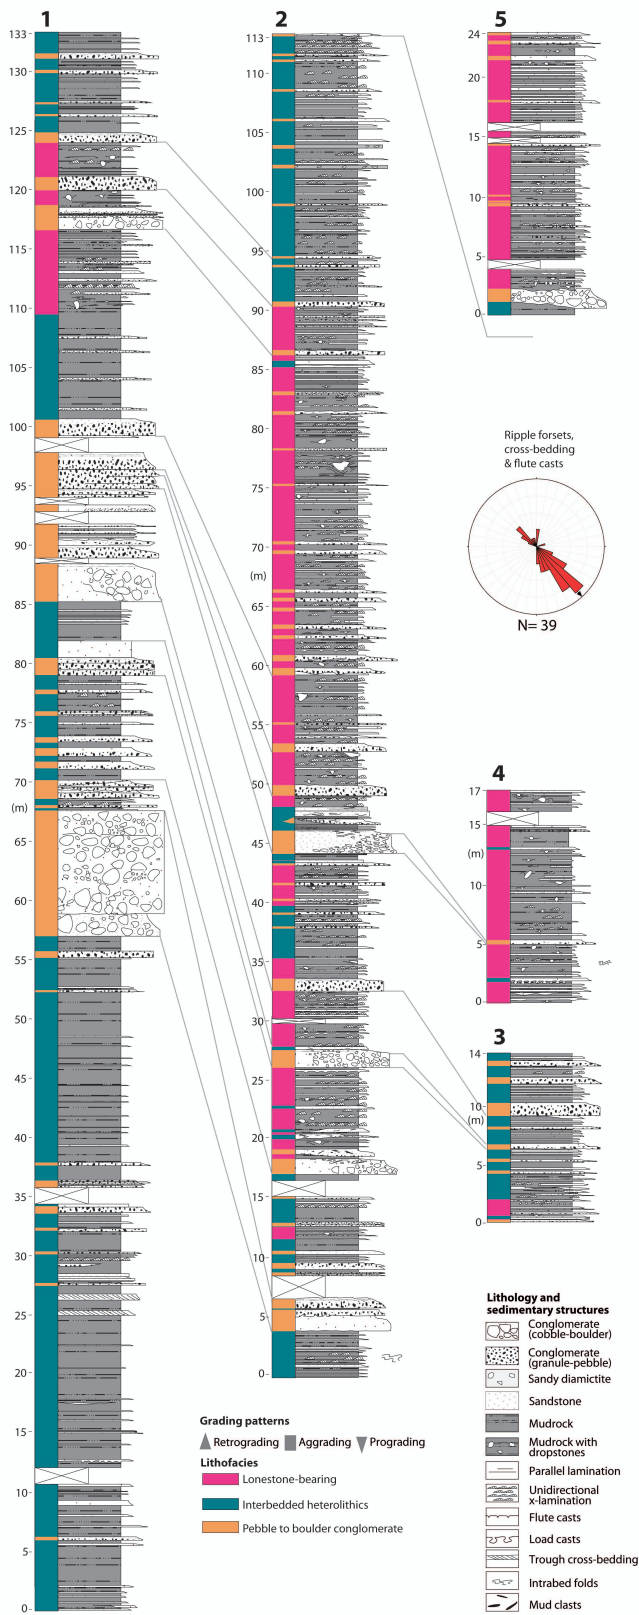 1
133
130
125
120
115
110
105
100
95
90
85
80
75
70
(m)
65
60
55
50
45
40
35
30
25
20
15
10
5
0
2
113
110
105
100
95
90
85
80
75
70
(m)
65
60
55
50
45
40
35
30
25
20
15
10
5
0
5
24
20
15
10
5
0
Ripple forsets,
cross-bedding
& flute casts
N= 39
4
17
15
(m)
10
5
0
3
14
10
(m)
5
0
Grading patterns
Retrograding
Aggrading
Prograding
Lithofacies
Lonestone-bearing
Interbedded heterolithics
Pebble to boulder conglomerate
Lithology and
sedimentary structures
Conglomerate
(cobble-boulder)
Conglomerate
(granule-pebble)
Sandy diamictite
Sandstone
Mudrock
Mudrock with
dropstones
Parallel lamination
Unidirectional
x-lamination
Flute casts
Load casts
Trough cross-bedding
Intrabed folds
Mud clasts